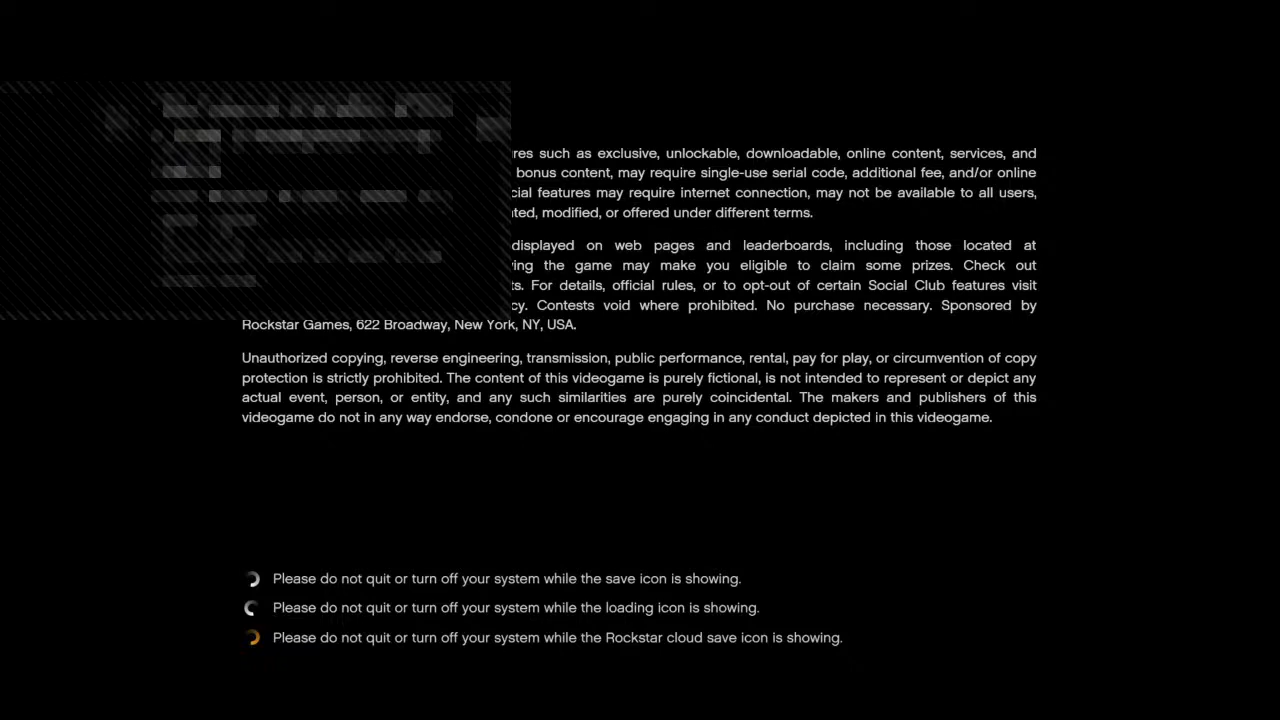 such as exclusive, unlockable, downloadable, online content, services, and
bonus content, may require single-use serial code, additional fee, and/or online
features may require internet connection, may not be available to all users,
modified, or offered under different terms.
displayed on web pages and leaderboards, including those located at
the game may make you eligible to claim some prizes. Check out
For details, official rules, or to opt-out of certain Social Club features visit
Contests void where prohibited. No purchase necessary. Sponsored by
Rockstar Games, 622 Broadway, New York, NY, USA.
Unauthorized copying, reverse engineering, transmission, public performance, rental, pay for play, or circumvention of copy
protection is strictly prohibited. The content of this videogame is purely fictional, is not intended to represent or depict any
actual event, person, or entity, and any such similarities are purely coincidental. The makers and publishers of this
videogame do not in any way endorse, condone or encourage engaging in any conduct depicted in this videogame.
Please do not quit or turn off your system while the save icon is showing.
Please do not quit or turn off your system while the loading icon is showing.
Please do not quit or turn off your system while the Rockstar cloud save icon is showing.